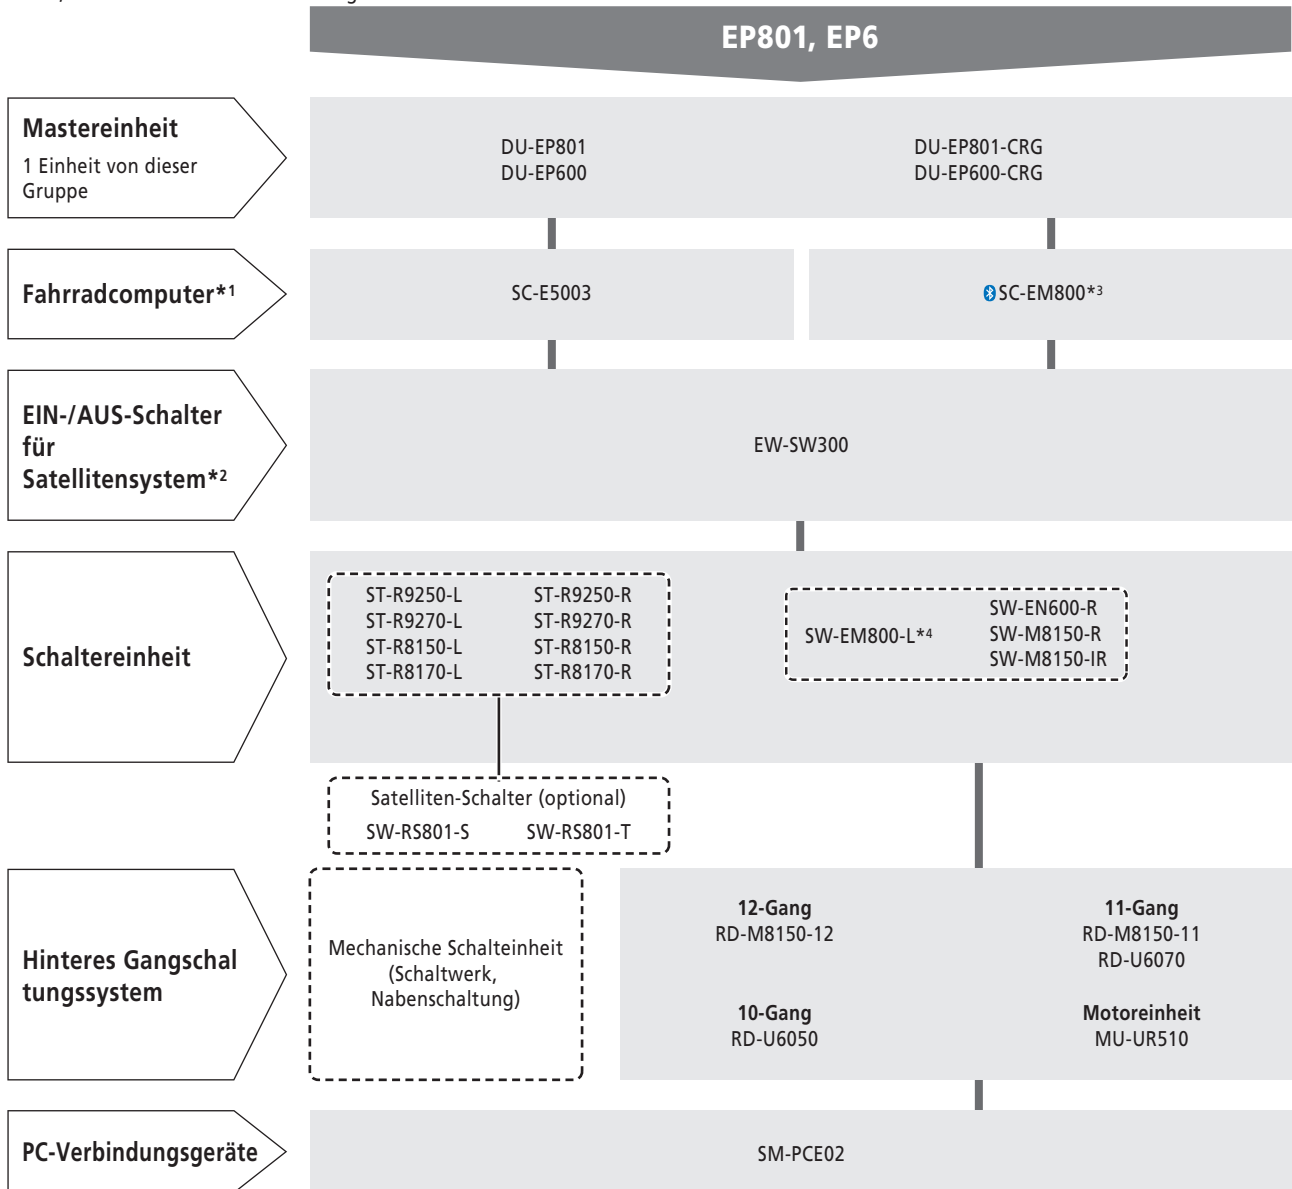 EP801, EP6
Mastereinheit
1 Einheit von dieser
Gruppe
DU-EP801
DU-EP600
DU-EP801-CRG
DU-EP600-CRG
Fahrradcomputer*1
SC-E5003
SC-EM800*3
EIN-/AUS-Schalter
für
Satellitensystem*2
EW-SW300
Schaltereinheit
ST-R9250-L ST-R9250-R
ST-R9270-L ST-R9270-R
ST-R8150-L ST-R8150-R
ST-R8170-L ST-R8170-R
SW-EM800-L*4
SW-EN600-R
SW-M8150-R
SW-M8150-IR
Satelliten-Schalter (optional)
SW-RS801-S SW-RS801-T
Hinteres Gangschal
tungssystem
Mechanische Schalteinheit
(Schaltwerk,
Nabenschaltung)
12-Gang
RD-M8150-12
11-Gang
RD-M8150-11
RD-U6070
10-Gang
RD-U6050
Motoreinheit
MU-UR510
PC-Verbindungsgeräte
SM-PCE02